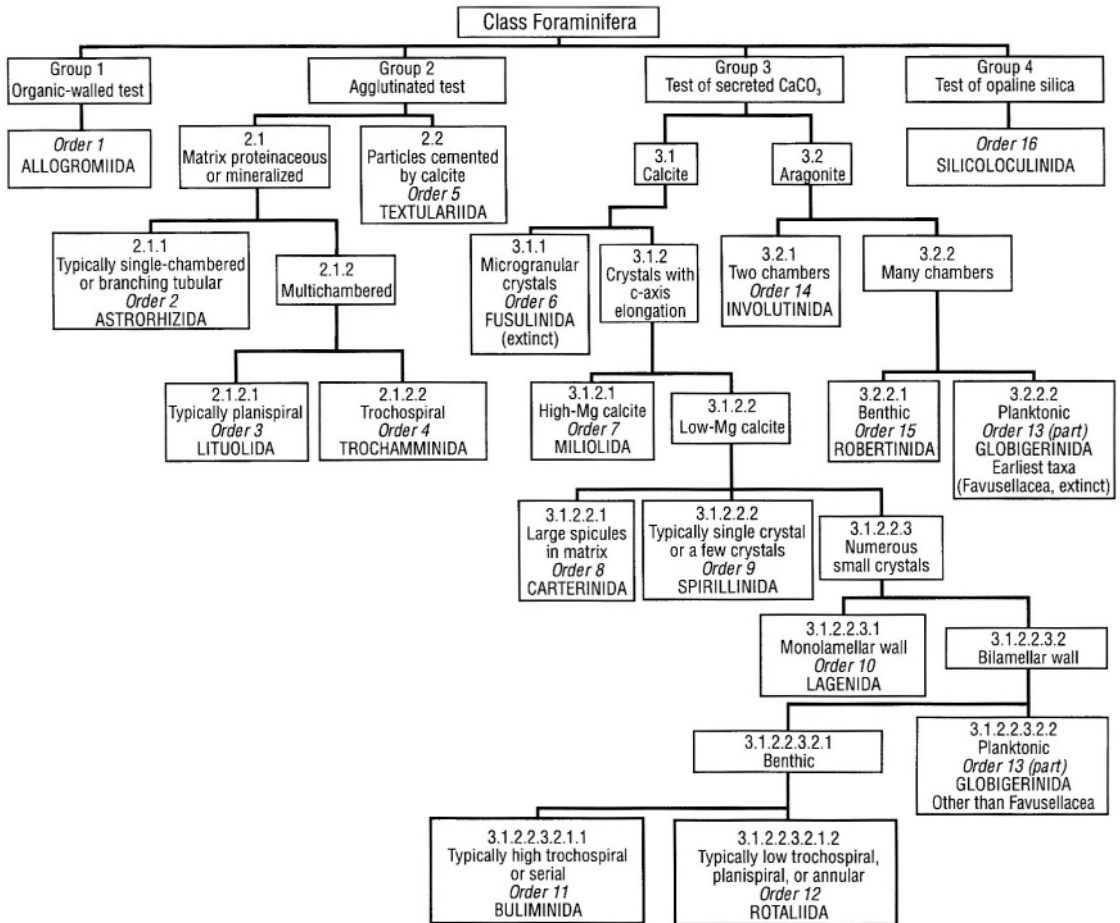 Class Foraminifera
Group 1
Organic-walled test
Group 2
Agglutinated test
Group 3
Test of secreted CaCO₃
Group 4
Test of opaline silica
Order 1
ALLOGROMIIDA
2.1
Matrix proteinaceous
or mineralized
2.2
Particles cemented
by calcite
Order 5
TEXTULARIIDA
3.1
Calcite
3.2
Aragonite
Order 16
SILICOLOCULINIDA
2.1.1
Typically single-chambered
or branching tubular
Order 2
ASTRORHIZIDA
2.1.2
Multichambered
3.1.1
Microgranular
crystals
Order 6
FUSULINIDA
(extinct)
3.1.2
Crystals with
c-axis
elongation
3.2.1
Two chambers
Order 14
INVOLUTINIDA
3.2.2
Many chambers
2.1.2.1
Typically planispiral
Order 3
LITUOLIDA
2.1.2.2
Trochospiral
Order 4
TROCHAMMINIDA
3.1.2.1
High-Mg calcite
Order 7
MILIOLIDA
3.1.2.2
Low-Mg calcite
3.2.2.1
Benthic
Order 15
ROBERTINIDA
3.2.2.2
Planktonic
Order 13 (part)
GLOBIGERINIDA
Earliest taxa
(Favusellacea, extinct)
3.1.2.2.1
Large spicules
in matrix
Order 8
CARTERINIDA
3.1.2.2.2
Typically single crystal
or a few crystals
Order 9
SPIRILLINIDA
3.1.2.2.3
Numerous
small crystals
3.1.2.2.3.1
Monolamellar wall
Order 10
LAGENIDA
3.1.2.2.3.2
Bilamellar wall
3.1.2.2.3.2.1
Benthic
3.1.2.2.3.2.2
Planktonic
Order 13 (part)
GLOBIGERINIDA
Other than Favusellacea
3.1.2.2.3.2.1.1
Typically high trochospiral
or serial
Order 11
BULIMINIDA
3.1.2.2.3.2.1.2
Typically low trochospiral,
planispiral, or annular
Order 12
ROTALIIDA